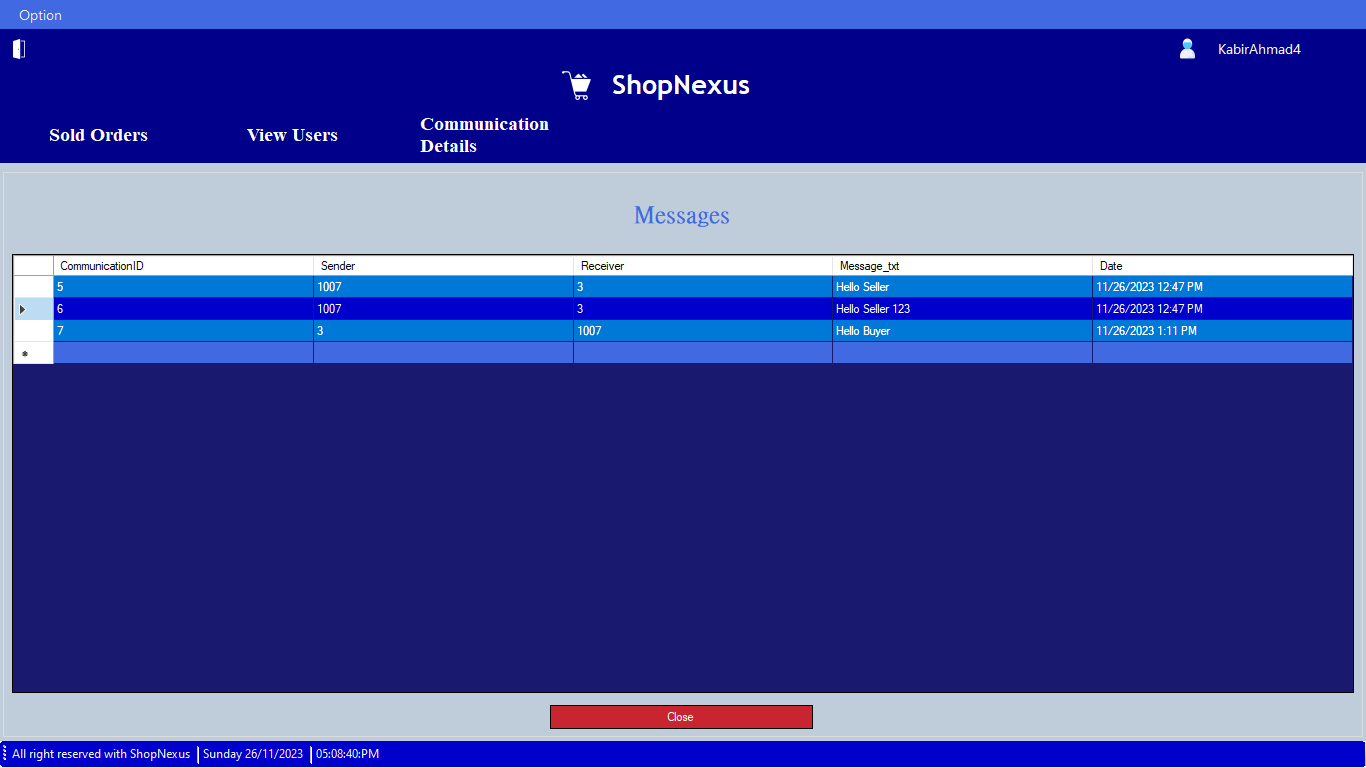 Option
KabirAhmad4
ShopNexus
Sold Orders
View Users
Communication
Details
Messages
CommunicationID Sender Receiver Message_txt Date
5 1007 3 Hello Seller 11/26/2023 12:47 PM
6 1007 3 Hello Seller 123 11/26/2023 12:47 PM
7 3 1007 Hello Buyer 11/26/2023 1:11 PM
Close
All right reserved with ShopNexus Sunday 26/11/2023 05:08:40:PM